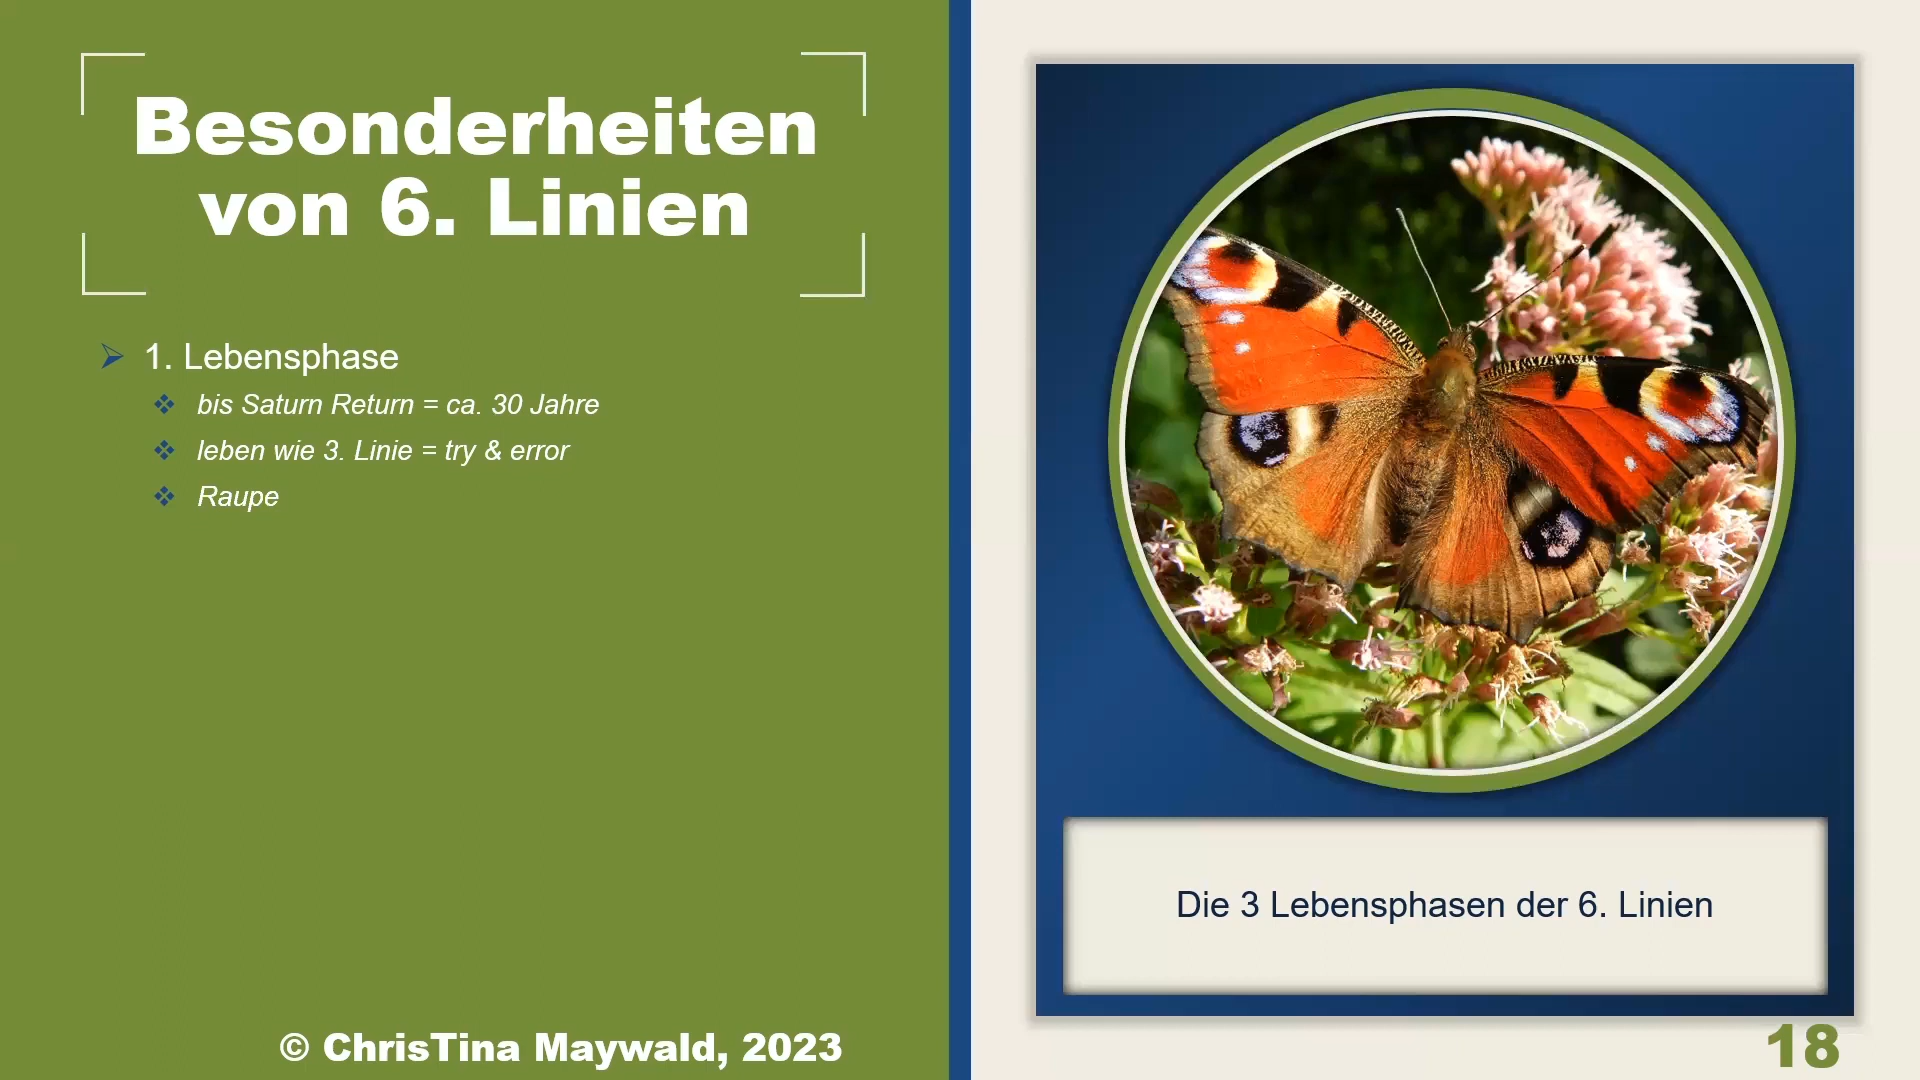 Besonderheiten
von 6. Linien
1. Lebensphase
bis Saturn Return = ca. 30 Jahre
leben wie 3. Linie = try & error
Raupe
Die 3 Lebensphasen der 6. Linien
© ChrisTina Maywald, 2023
18